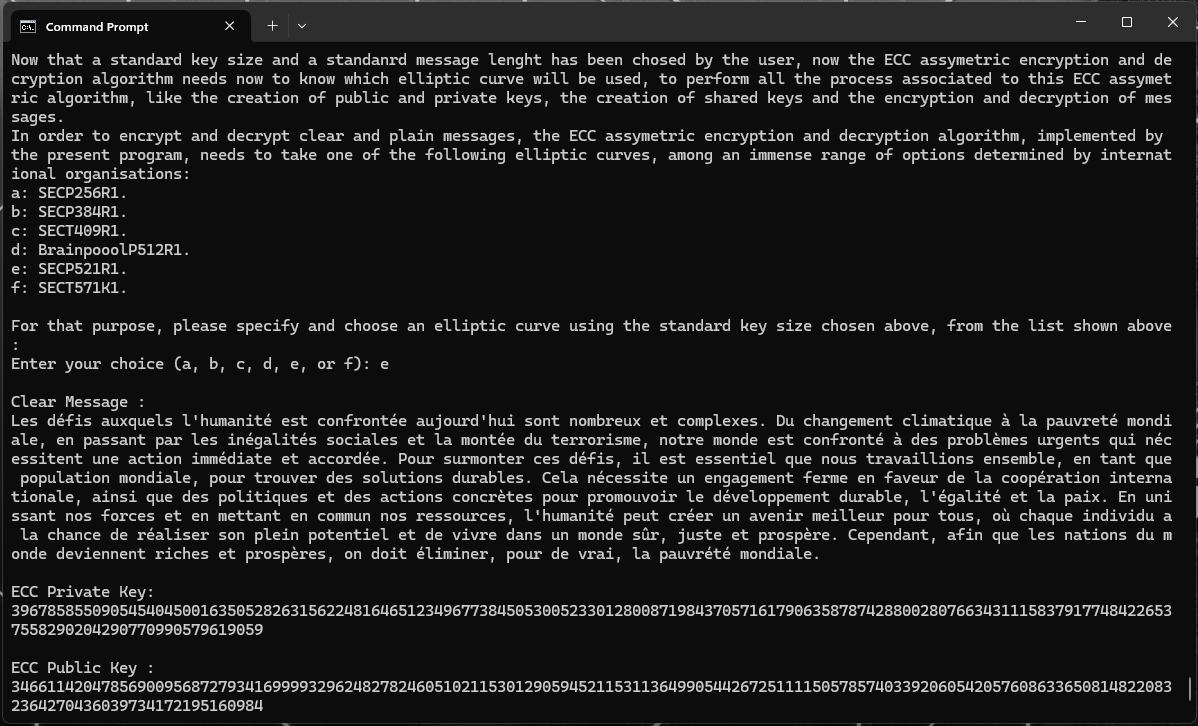 Command Prompt
Now that a standard key size and a standanrd message lenght has been chosed by the user, now the ECC assymetric encryption and de
cryption algorithm needs now to know which elliptic curve will be used, to perform all the process associated to this ECC assymet
ric algorithm, like the creation of public and private keys, the creation of shared keys and the encryption and decryption of mes
sages.
In order to encrypt and decrypt clear and plain messages, the ECC assymetric encryption and decryption algorithm, implemented by
the present program, needs to take one of the following elliptic curves, among an immense range of options determined by internat
ional organisations:
a: SECP256R1.
b: SECP384R1.
c: SECT409R1.
d: BrainpooolP512R1.
e: SECP521R1.
f: SECT571K1.
For that purpose, please specify and choose an elliptic curve using the standard key size chosen above, from the list shown above
:
Enter your choice (a, b, c, d, e, or f): e
Clear Message :
Les défis auxquels l'humanité est confrontée aujourd'hui sont nombreux et complexes. Du changement climatique à la pauvreté mondi
ale, en passant par les inégalités sociales et la montée du terrorisme, notre monde est confronté à des problèmes urgents qui néc
essitent une action immédiate et accordée. Pour surmonter ces défis, il est essentiel que nous travaillions ensemble, en tant que
population mondiale, pour trouver des solutions durables. Cela nécessite un engagement ferme en faveur de la coopération interna
tionale, ainsi que des politiques et des actions concrètes pour promouvoir le développement durable, l'égalité et la paix. En uni
ssant nos forces et en mettant en commun nos ressources, l'humanité peut créer un avenir meilleur pour tous, où chaque individu a
la chance de réaliser son plein potentiel et de vivre dans un monde sûr, juste et prospère. Cependant, afin que les nations du m
onde deviennent riches et prospères, on doit éliminer, pour de vrai, la pauvrété mondiale.
ECC Private Key:
396785855090545404500163505282631562248164651234967738450530052330128008719843705716179063587874288002807663431115837917748422653
7558290204290770990579619059
ECC Public Key :
346611420478569009568727934169999329624827824605102115301290594521153113649905442672511115057857403392060542057608633650814822083
2364270436039734172195160984